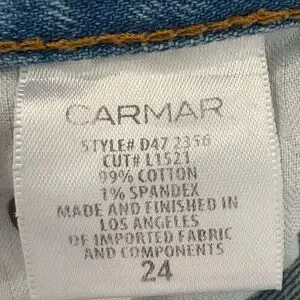 CARMAR
STYLE# D47 2356
CUT# L1521
99% COTTON
1% SPANDEX
MADE AND FINISHED IN
LOS ANGELES
OF IMPORTED FABRIC
AND COMPONENTS
24